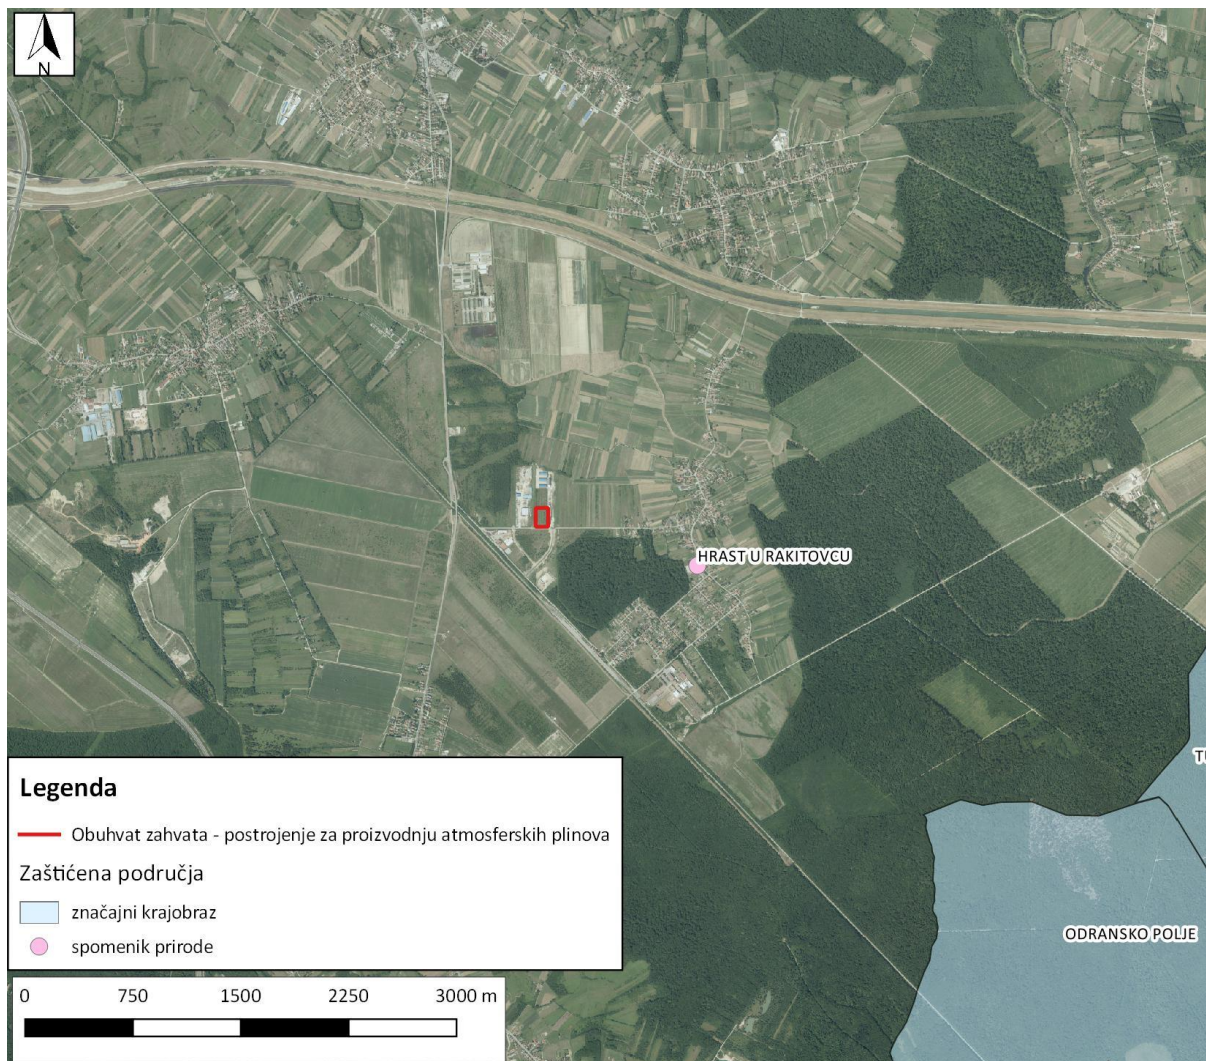 N
HRAST U RAKITOVCU
TU
ODRANSKO POLJE
Legenda
Obuhvat zahvata - postrojenje za proizvodnju atmosferskih plinova
Zaštićena područja
značajni krajobraz
spomenik prirode
0 750 1500 2250 3000 m